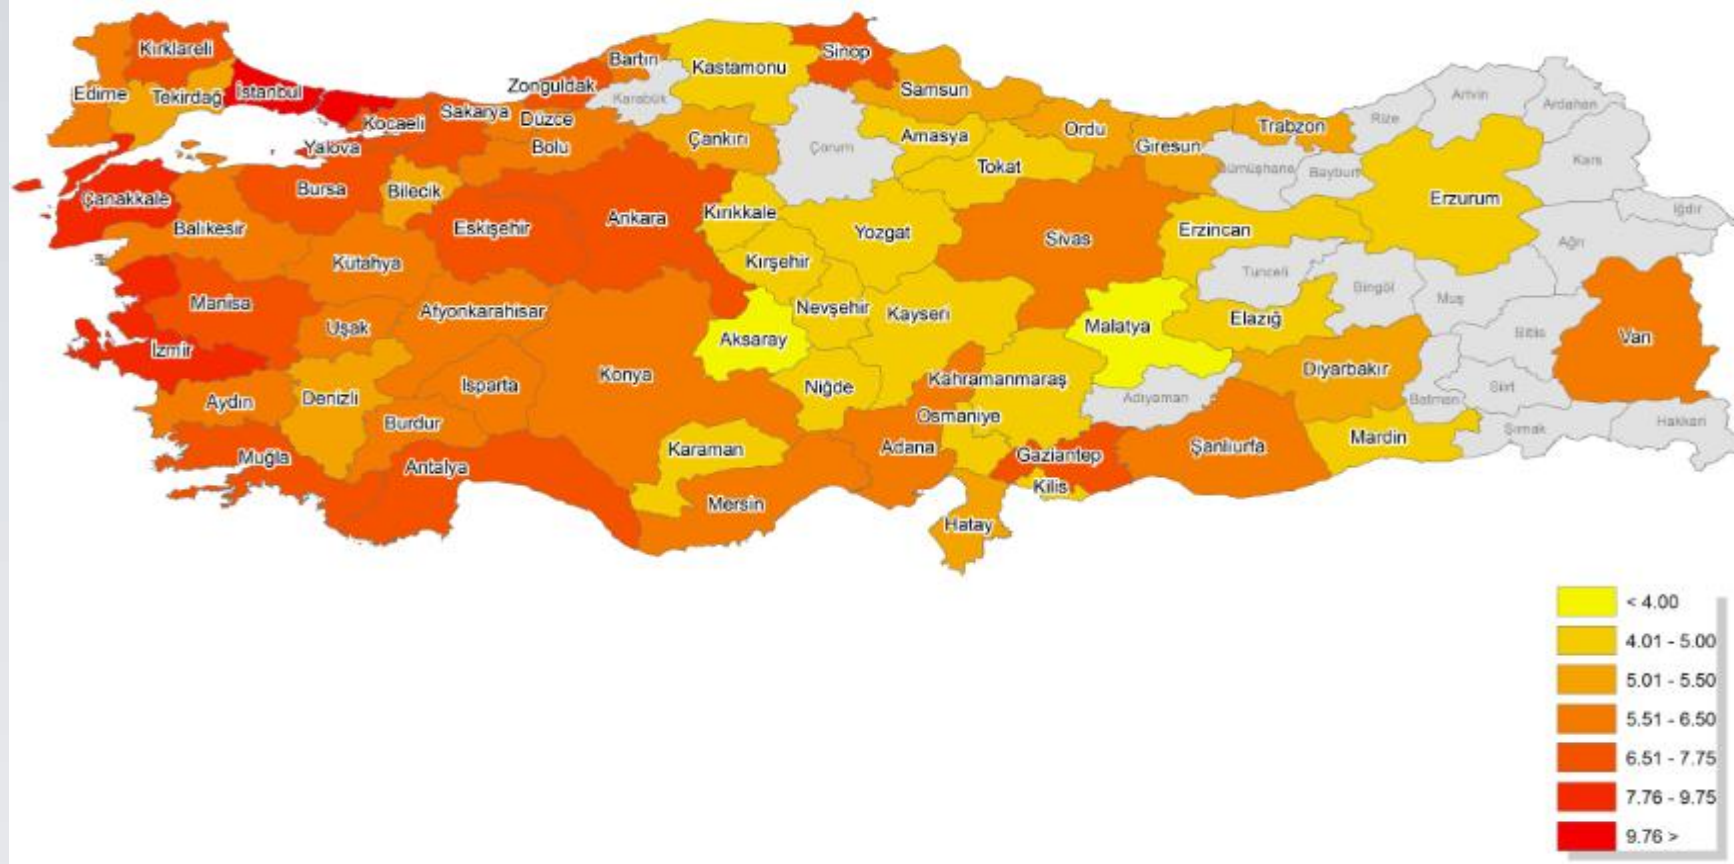 Kırklareli
Edirne
Tekirdağ
İstanbul
Kocaeli
Yalova
Sakarya
Düzce
Zonguldak
Bartın
Karabük
Bolu
Kastamonu
Sinop
Çankırı
Çorum
Samsun
Amasya
Tokat
Ordu
Giresun
Trabzon
Gümüşhane
Bayburt
Rize
Artvin
Ardahan
Kars
Iğdır
Erzurum
Erzincan
Ağrı
Çanakkale
Balıkesir
Bursa
Bilecik
Eskişehir
Ankara
Kırıkkale
Kırşehir
Yozgat
Sivas
Kutahya
Manisa
Uşak
Afyonkarahisar
İzmir
Aydın
Denizli
Isparta
Burdur
Muğla
Antalya
Konya
Karaman
Mersin
Aksaray
Nevşehir
Niğde
Kayseri
Kahramanmaraş
Osmaniye
Adana
Gaziantep
Kilis
Hatay
Malatya
Adıyaman
Elazığ
Tunceli
Bingöl
Muş
Bitlis
Van
Diyarbakır
Batman
Siirt
Şırnak
Hakkari
Mardin
Şanlıurfa
< 4.00
4.01 - 5.00
5.01 - 5.50
5.51 - 6.50
6.51 - 7.75
7.76 - 9.75
9.76 >